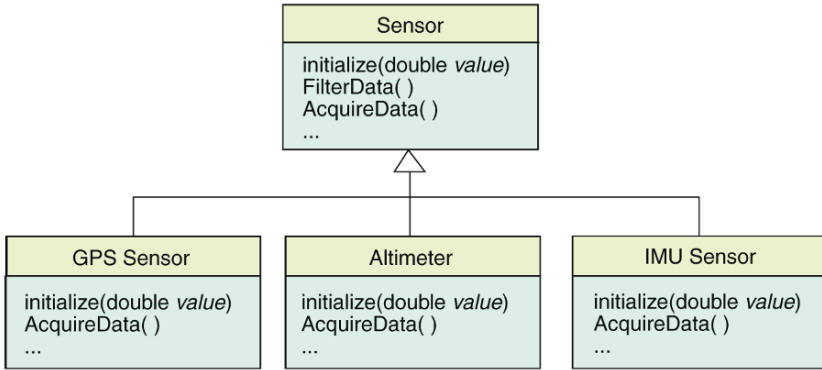 Sensor
initialize(double value)
FilterData( )
AcquireData( )
...
GPS Sensor
initialize(double value)
AcquireData( )
...
Altimeter
initialize(double value)
AcquireData( )
...
IMU Sensor
initialize(double value)
AcquireData( )
...